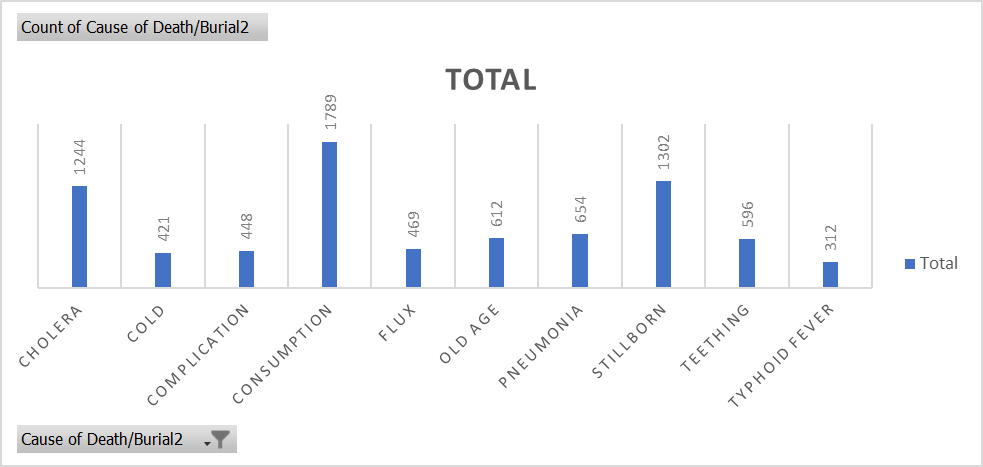 Count of Cause of Death/Burial2
TOTAL
1244
421
448
1789
469
612
654
1302
596
312
Total
CHOLERA
COLD
COMPLICATION
CONSUMPTION
FLUX
OLD AGE
PNEUMONIA
STILLBORN
TEETHING
TYPHOID FEVER
Cause of Death/Burial2